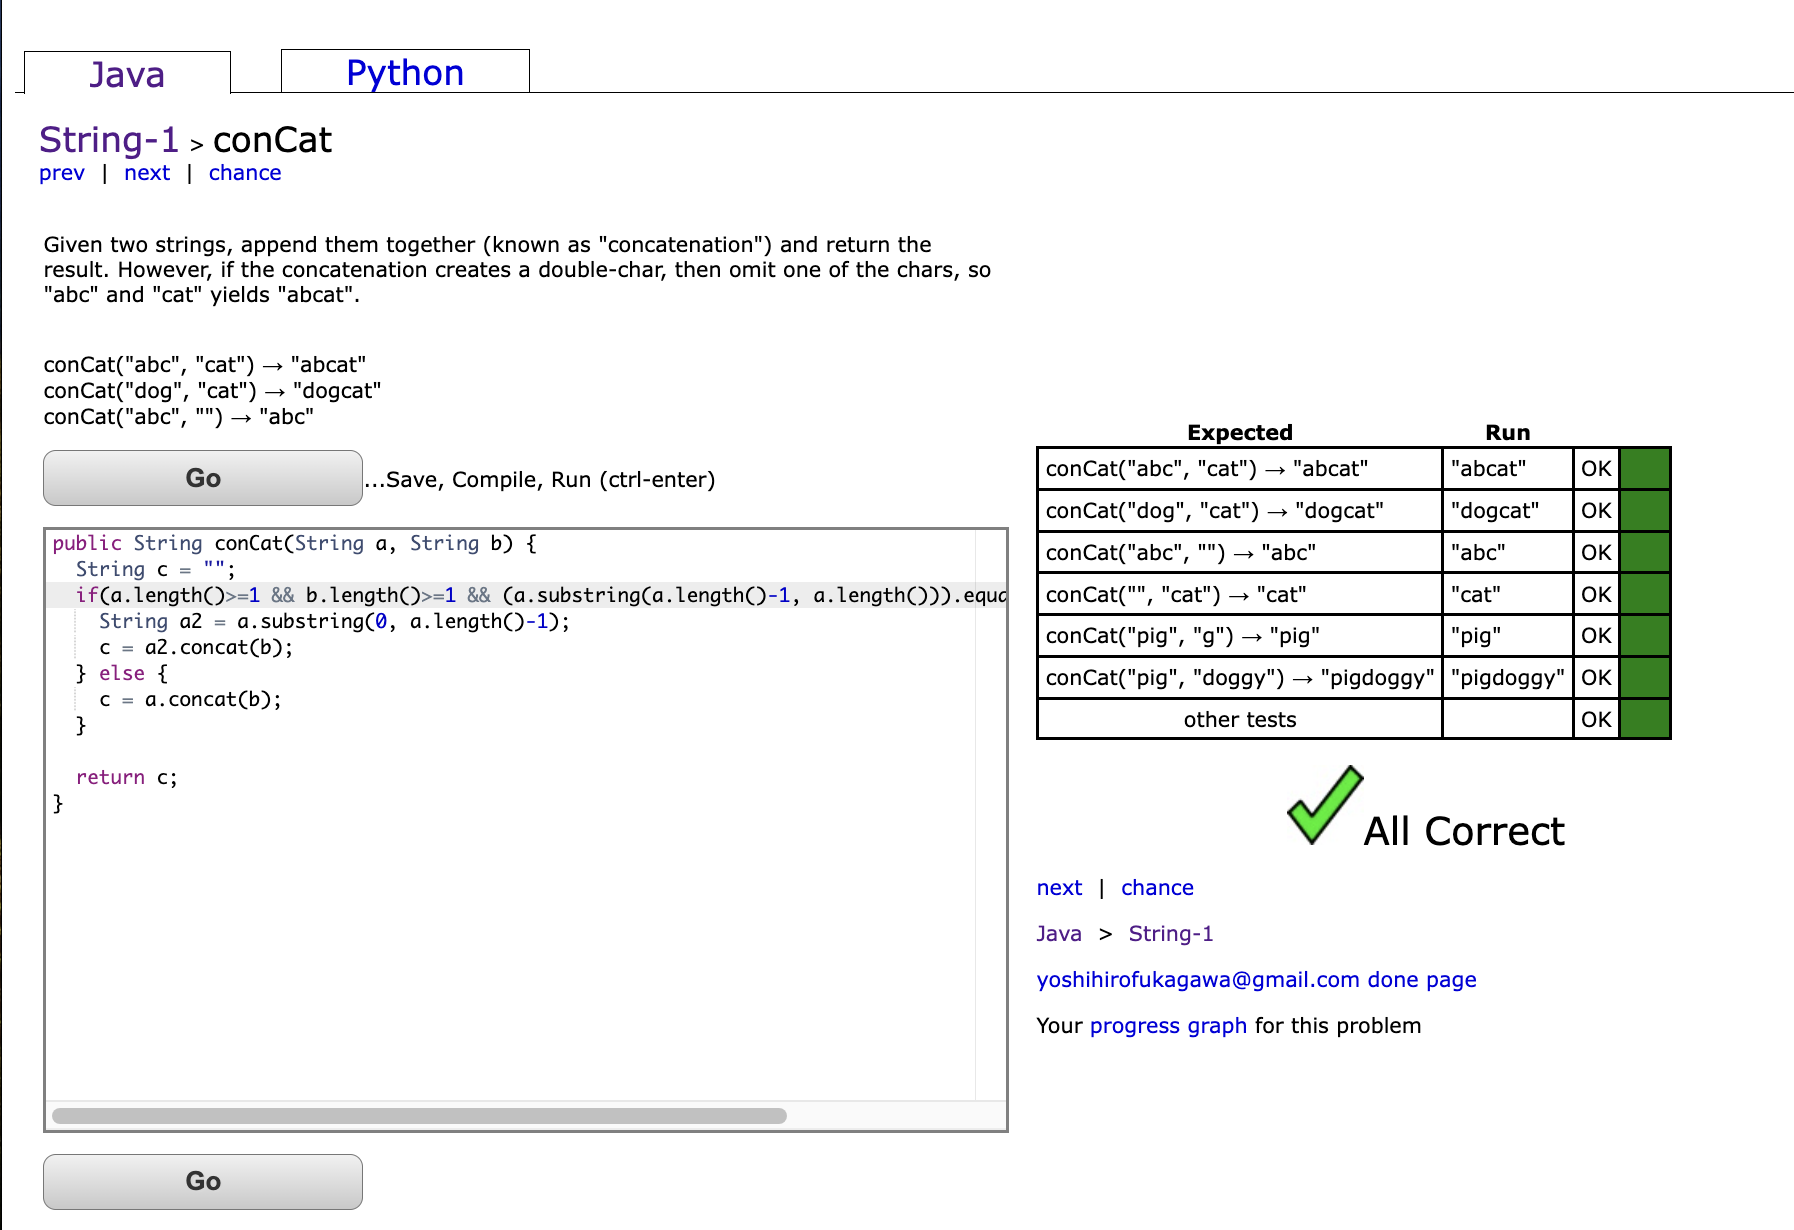 Java
Python
String-1 > conCat
prev | next | chance
Given two strings, append them together (known as "concatenation") and return the
result. However, if the concatenation creates a double-char, then omit one of the chars, so
"abc" and "cat" yields "abcat".
conCat("abc", "cat") → "abcat"
conCat("dog", "cat") → "dogcat"
conCat("abc", "") → "abc"
Go ...Save, Compile, Run (ctrl-enter)
public String conCat(String a, String b) {
  String c = "";
  if(a.length()>=1 && b.length()>=1 && (a.substring(a.length()-1, a.length())).equa
    String a2 = a.substring(0, a.length()-1);
    c = a2.concat(b);
  } else {
    c = a.concat(b);
  }
  return c;
}
Go
Expected Run
conCat("abc", "cat") → "abcat" "abcat" OK
conCat("dog", "cat") → "dogcat" "dogcat" OK
conCat("abc", "") → "abc" "abc" OK
conCat("", "cat") → "cat" "cat" OK
conCat("pig", "g") → "pig" "pig" OK
conCat("pig", "doggy") → "pigdoggy" "pigdoggy" OK
other tests OK
All Correct
next | chance
Java > String-1
yoshihirofukagawa@gmail.com done page
Your progress graph for this problem